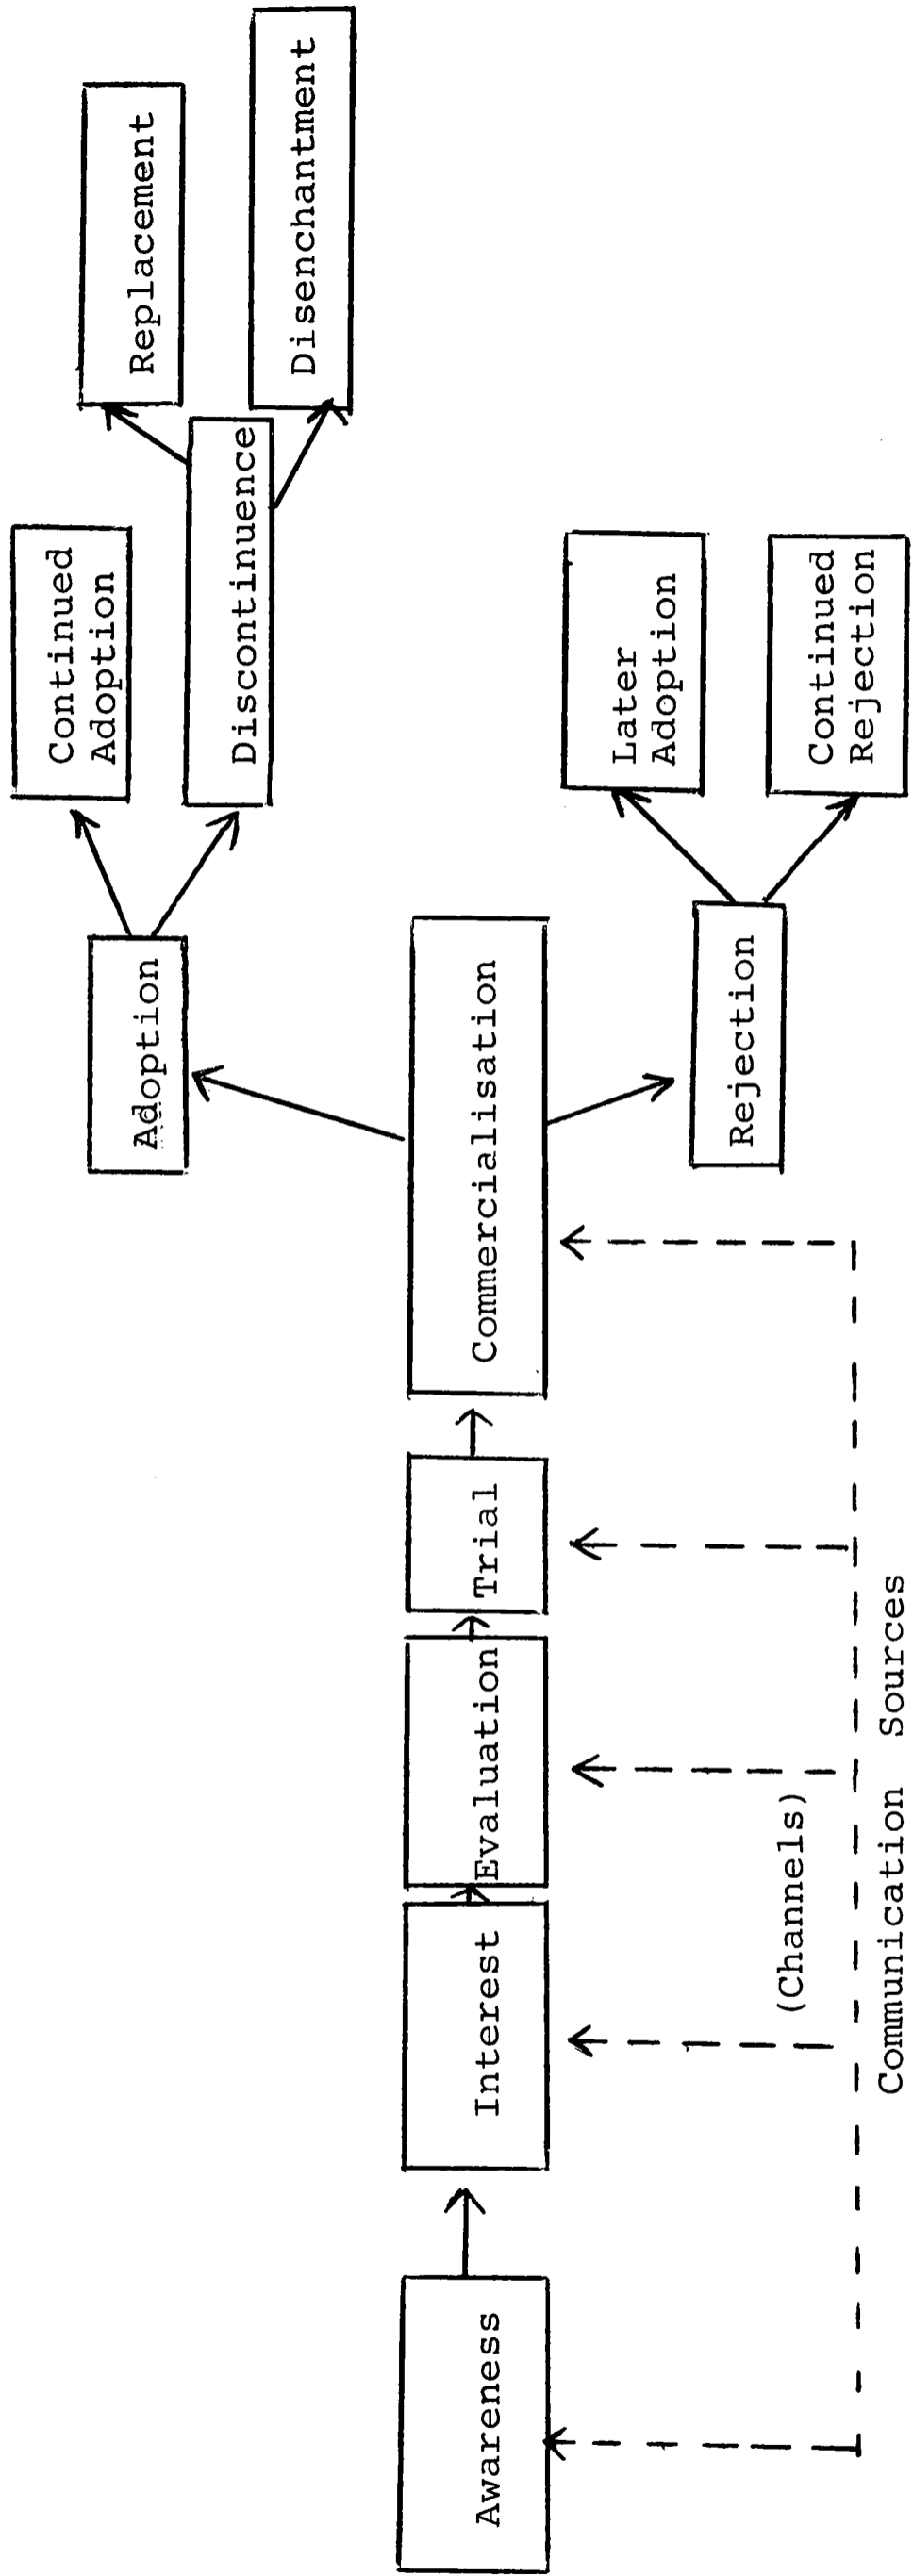 Awareness
Interest
Evaluation
Trial
Commercialisation
Adoption
Continued
Adoption
Discontinuence
Replacement
Disenchantment
Rejection
Later
Adoption
Continued
Rejection
(Channels)
Communication Sources